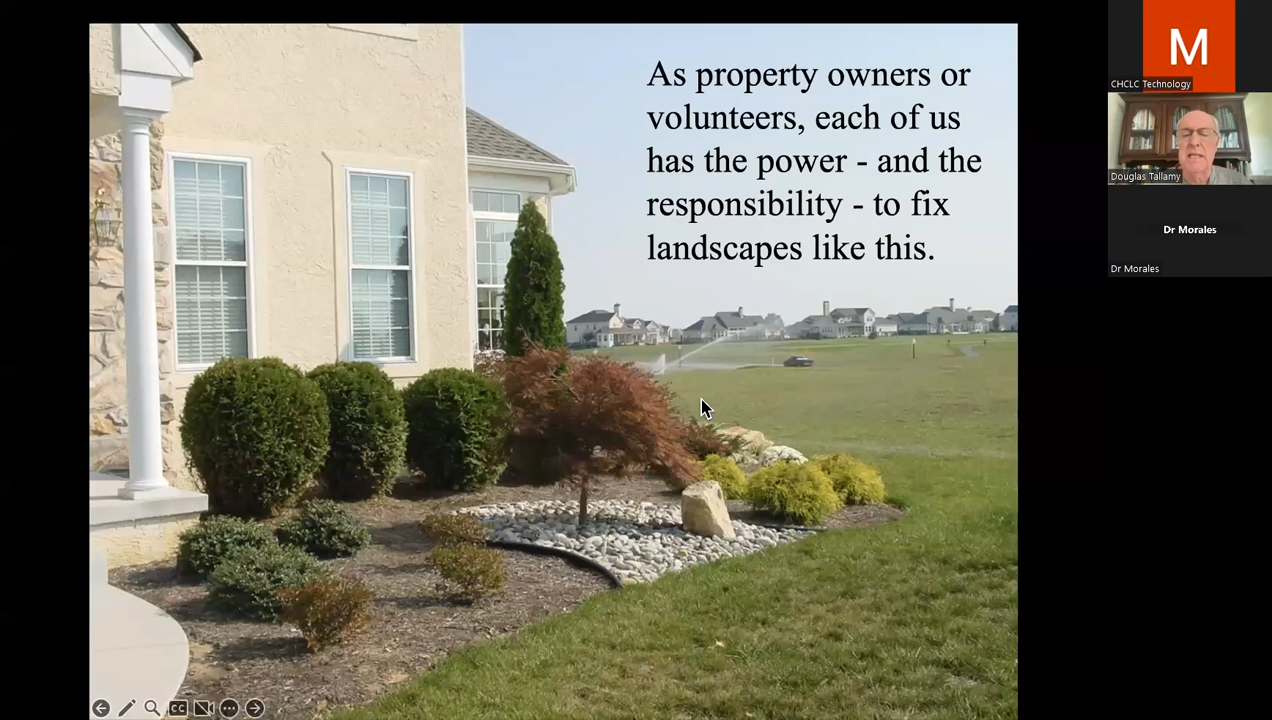 As property owners or
volunteers, each of us
has the power - and the
responsibility - to fix
landscapes like this.
M
CHCLC Technology
Douglas Tallamy
Dr Morales
Dr Morales
CC